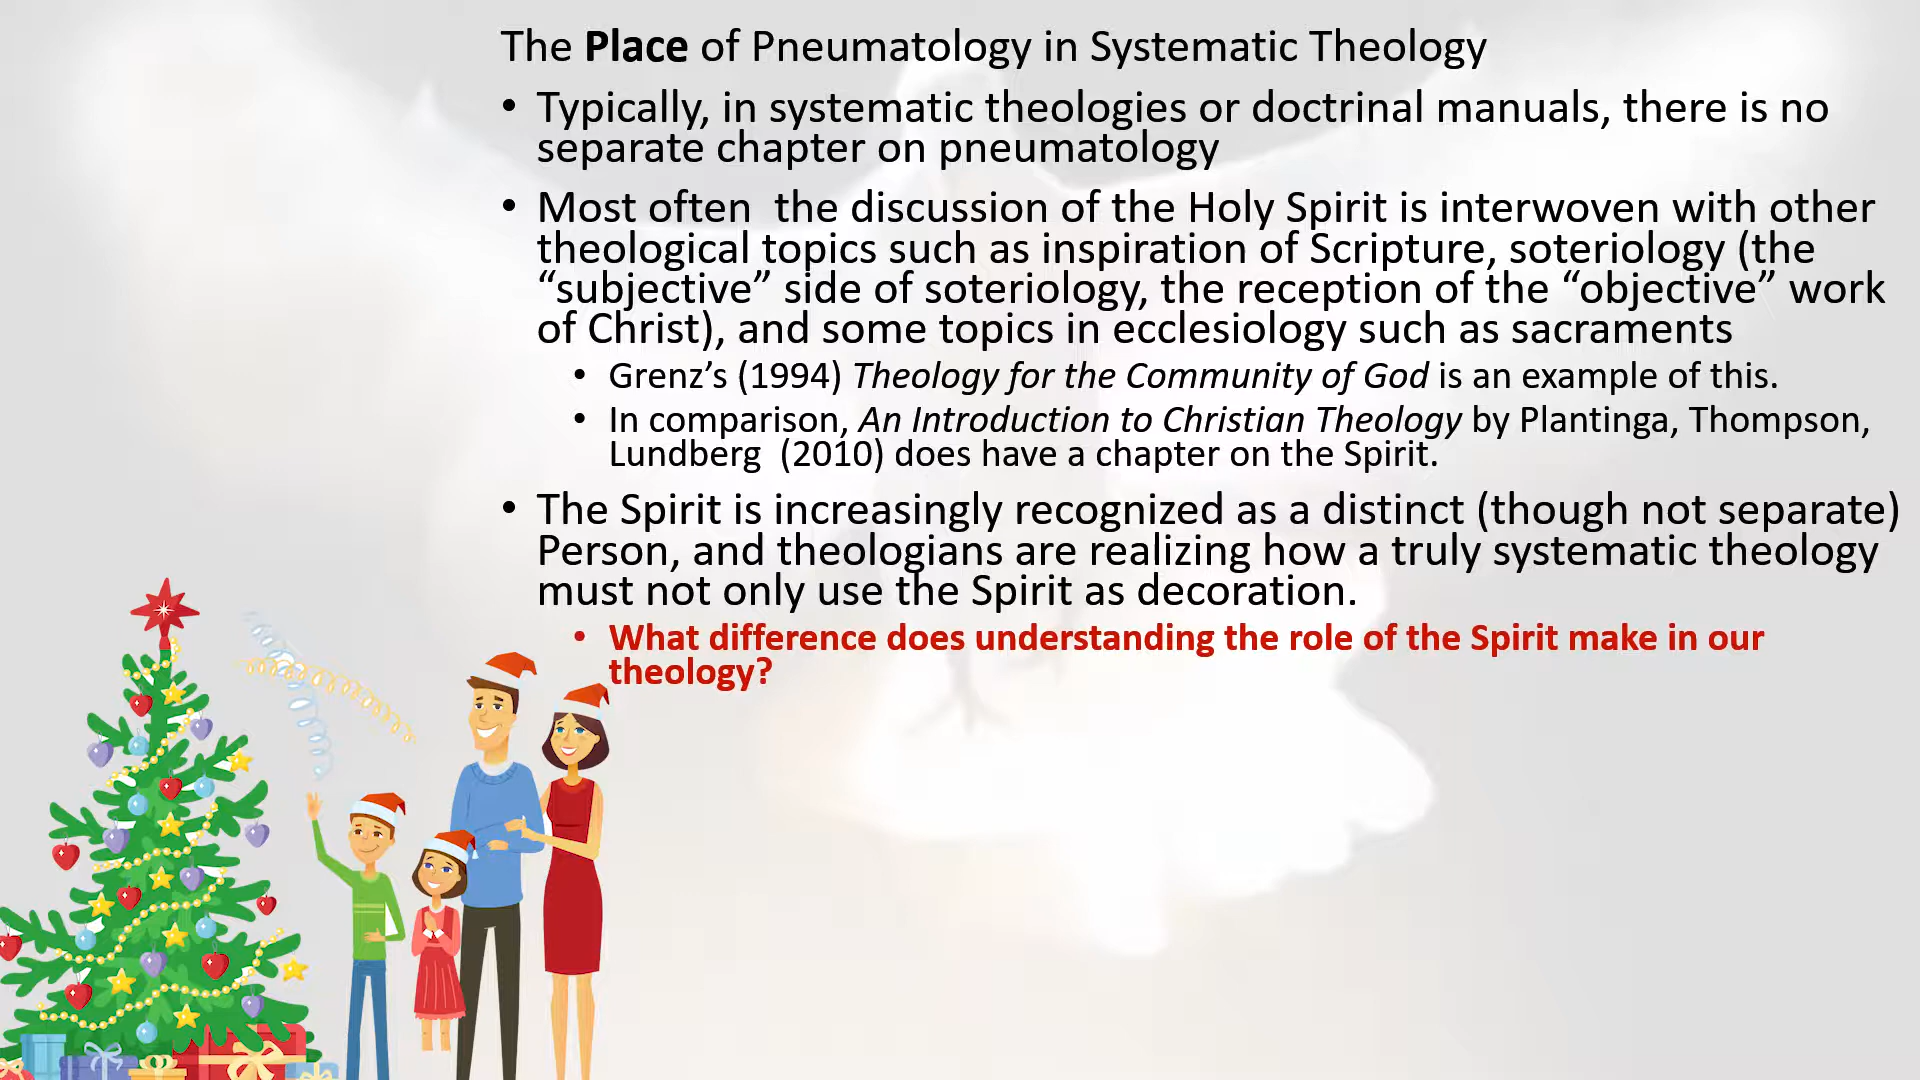 The Place of Pneumatology in Systematic Theology
• Typically, in systematic theologies or doctrinal manuals, there is no
separate chapter on pneumatology
• Most often  the discussion of the Holy Spirit is interwoven with other
theological topics such as inspiration of Scripture, soteriology (the
“subjective” side of soteriology, the reception of the “objective” work
of Christ), and some topics in ecclesiology such as sacraments
• Grenz’s (1994) Theology for the Community of God is an example of this.
• In comparison, An Introduction to Christian Theology by Plantinga, Thompson,
Lundberg  (2010) does have a chapter on the Spirit.
• The Spirit is increasingly recognized as a distinct (though not separate)
Person, and theologians are realizing how a truly systematic theology
must not only use the Spirit as decoration.
• What difference does understanding the role of the Spirit make in our
theology?